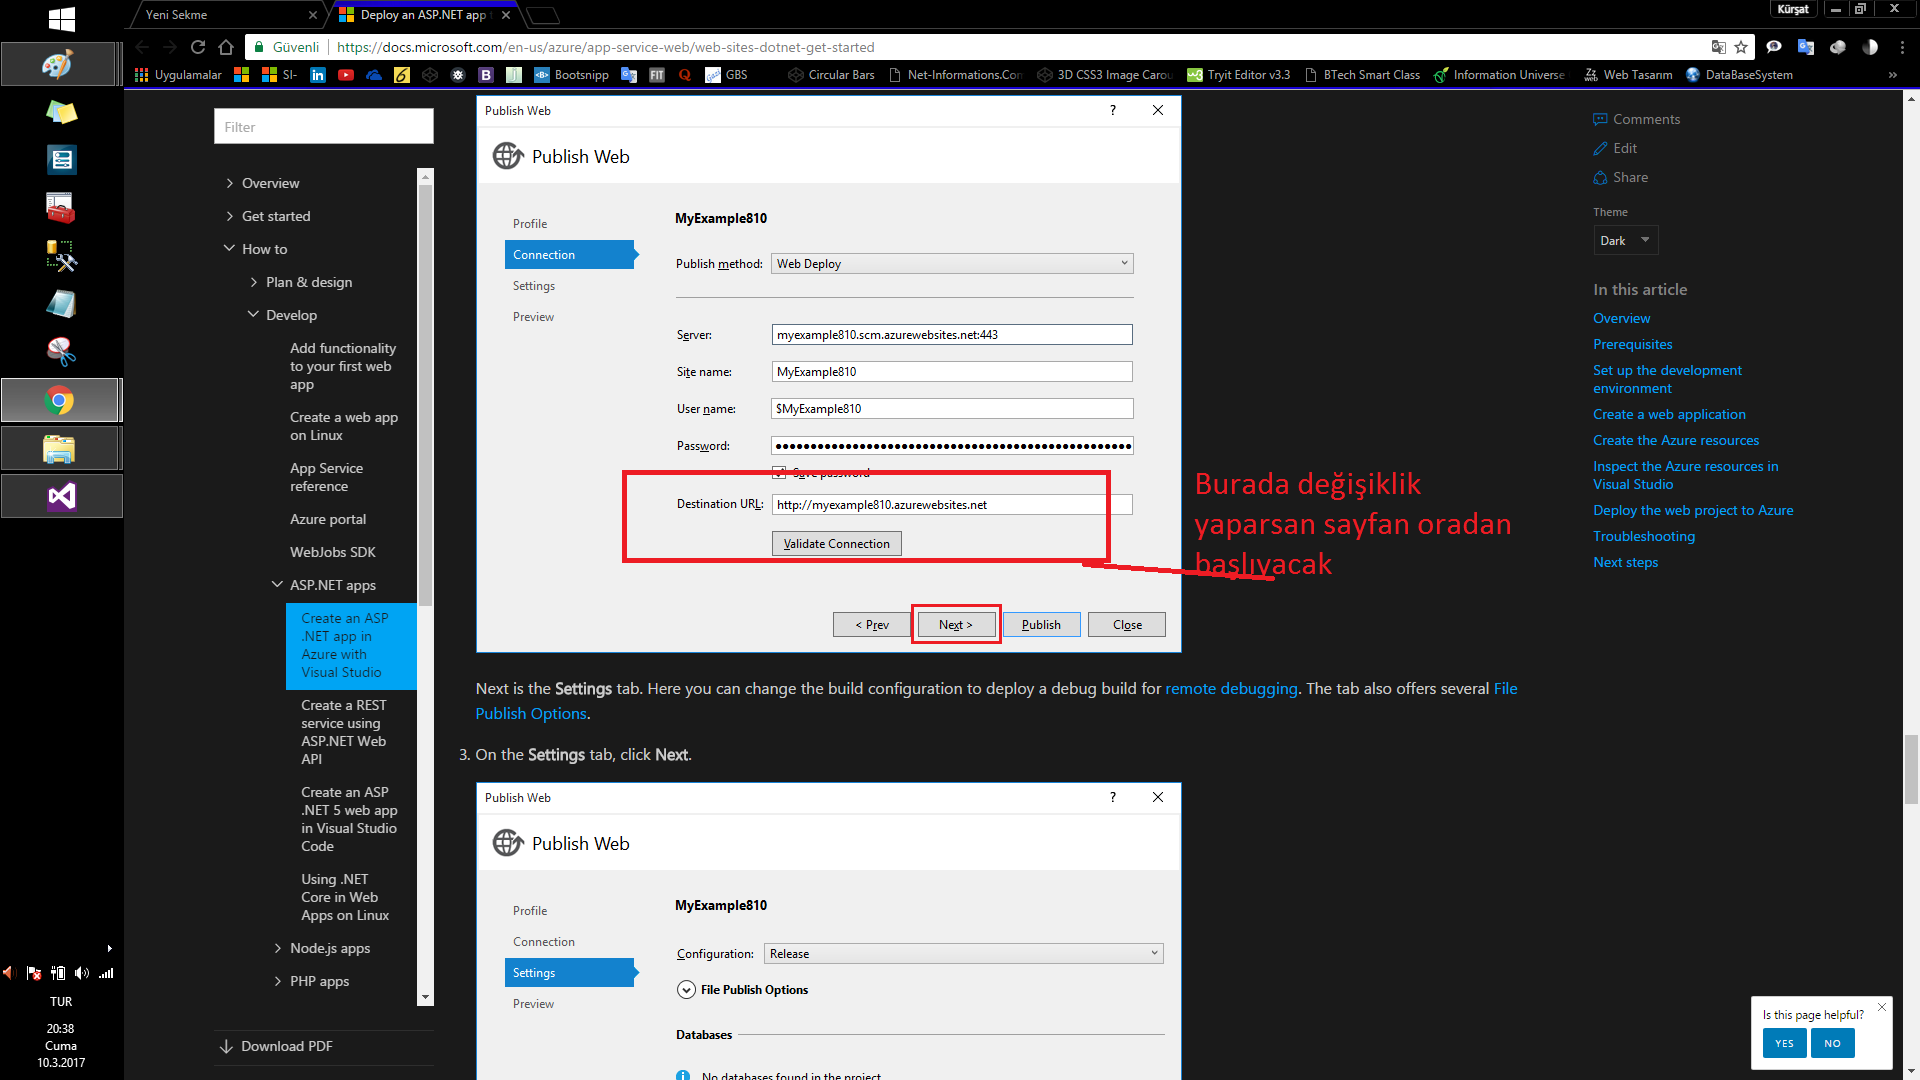 Yeni Sekme
Deploy an ASP.NET app
Kürşat
Güvenli
https://docs.microsoft.com/en-us/azure/app-service-web/web-sites-dotnet-get-started
Uygulamalar
SI-
Bootsnipp
FIT
GBS
Circular Bars
Net-Informations.Con
3D CSS3 Image Carou
Tryit Editor v3.3
BTech Smart Class
Information Universe
Web Tasarım
DataBaseSystem
»
Filter
Overview
Get started
How to
Plan & design
Develop
Add functionality
to your first web
app
Create a web app
on Linux
App Service
reference
Azure portal
WebJobs SDK
ASP.NET apps
Create an ASP
.NET app in
Azure with
Visual Studio
Create a REST
service using
ASP.NET Web
API
Create an ASP
.NET 5 web app
in Visual Studio
Code
Using .NET
Core in Web
Apps on Linux
Node.js apps
PHP apps
Download PDF
Publish Web
?
Publish Web
Profile
Connection
Settings
Preview
MyExample810
Publish method: Web Deploy
Server: myexample810.scm.azurewebsites.net:443
Site name: MyExample810
User name: $MyExample810
Password:
Save password
Destination URL: http://myexample810.azurewebsites.net
Validate Connection
< Prev
Next >
Publish
Close
Burada değişiklik
yaparsan sayfan oradan
başlıyacak
Next is the Settings tab. Here you can change the build configuration to deploy a debug build for remote debugging. The tab also offers several File
Publish Options.
3. On the Settings tab, click Next.
Publish Web
?
Publish Web
Profile
Connection
Settings
Preview
MyExample810
Configuration: Release
File Publish Options
Databases
No databases found in the project
Comments
Edit
Share
Theme
Dark
In this article
Overview
Prerequisites
Set up the development
environment
Create a web application
Create the Azure resources
Inspect the Azure resources in
Visual Studio
Deploy the web project to Azure
Troubleshooting
Next steps
Is this page helpful?
YES
NO
TUR
20:38
Cuma
10.3.2017